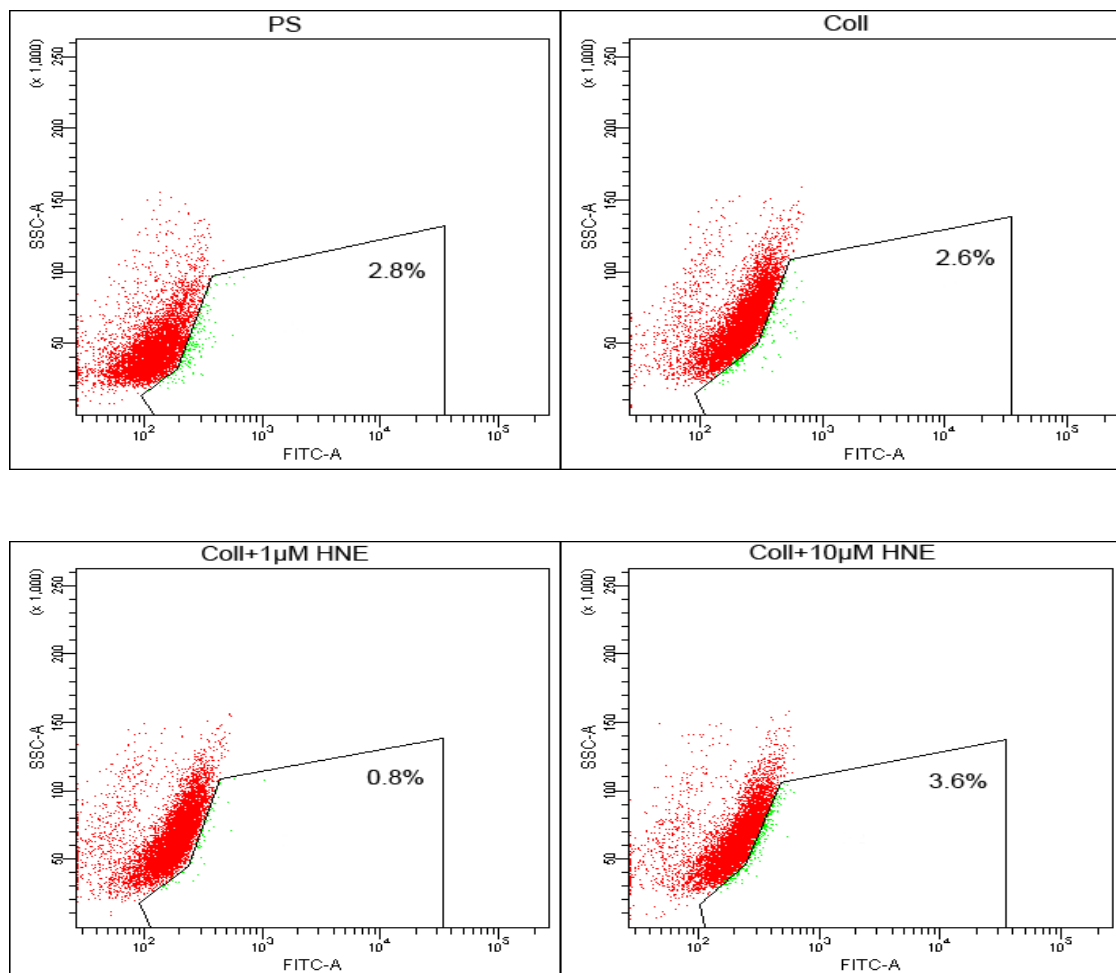 PS
(x 1,000)
250
200
150
100
50
SSC-A
2.8%
10² 10³ 10⁴ 10⁵
FITC-A
Coll
(x 1,000)
250
200
150
100
50
SSC-A
2.6%
10² 10³ 10⁴ 10⁵
FITC-A
Coll+1µM HNE
(x 1,000)
250
200
150
100
50
SSC-A
0.8%
10² 10³ 10⁴ 10⁵
FITC-A
Coll+10µM HNE
(x 1,000)
250
200
150
100
50
SSC-A
3.6%
10² 10³ 10⁴ 10⁵
FITC-A